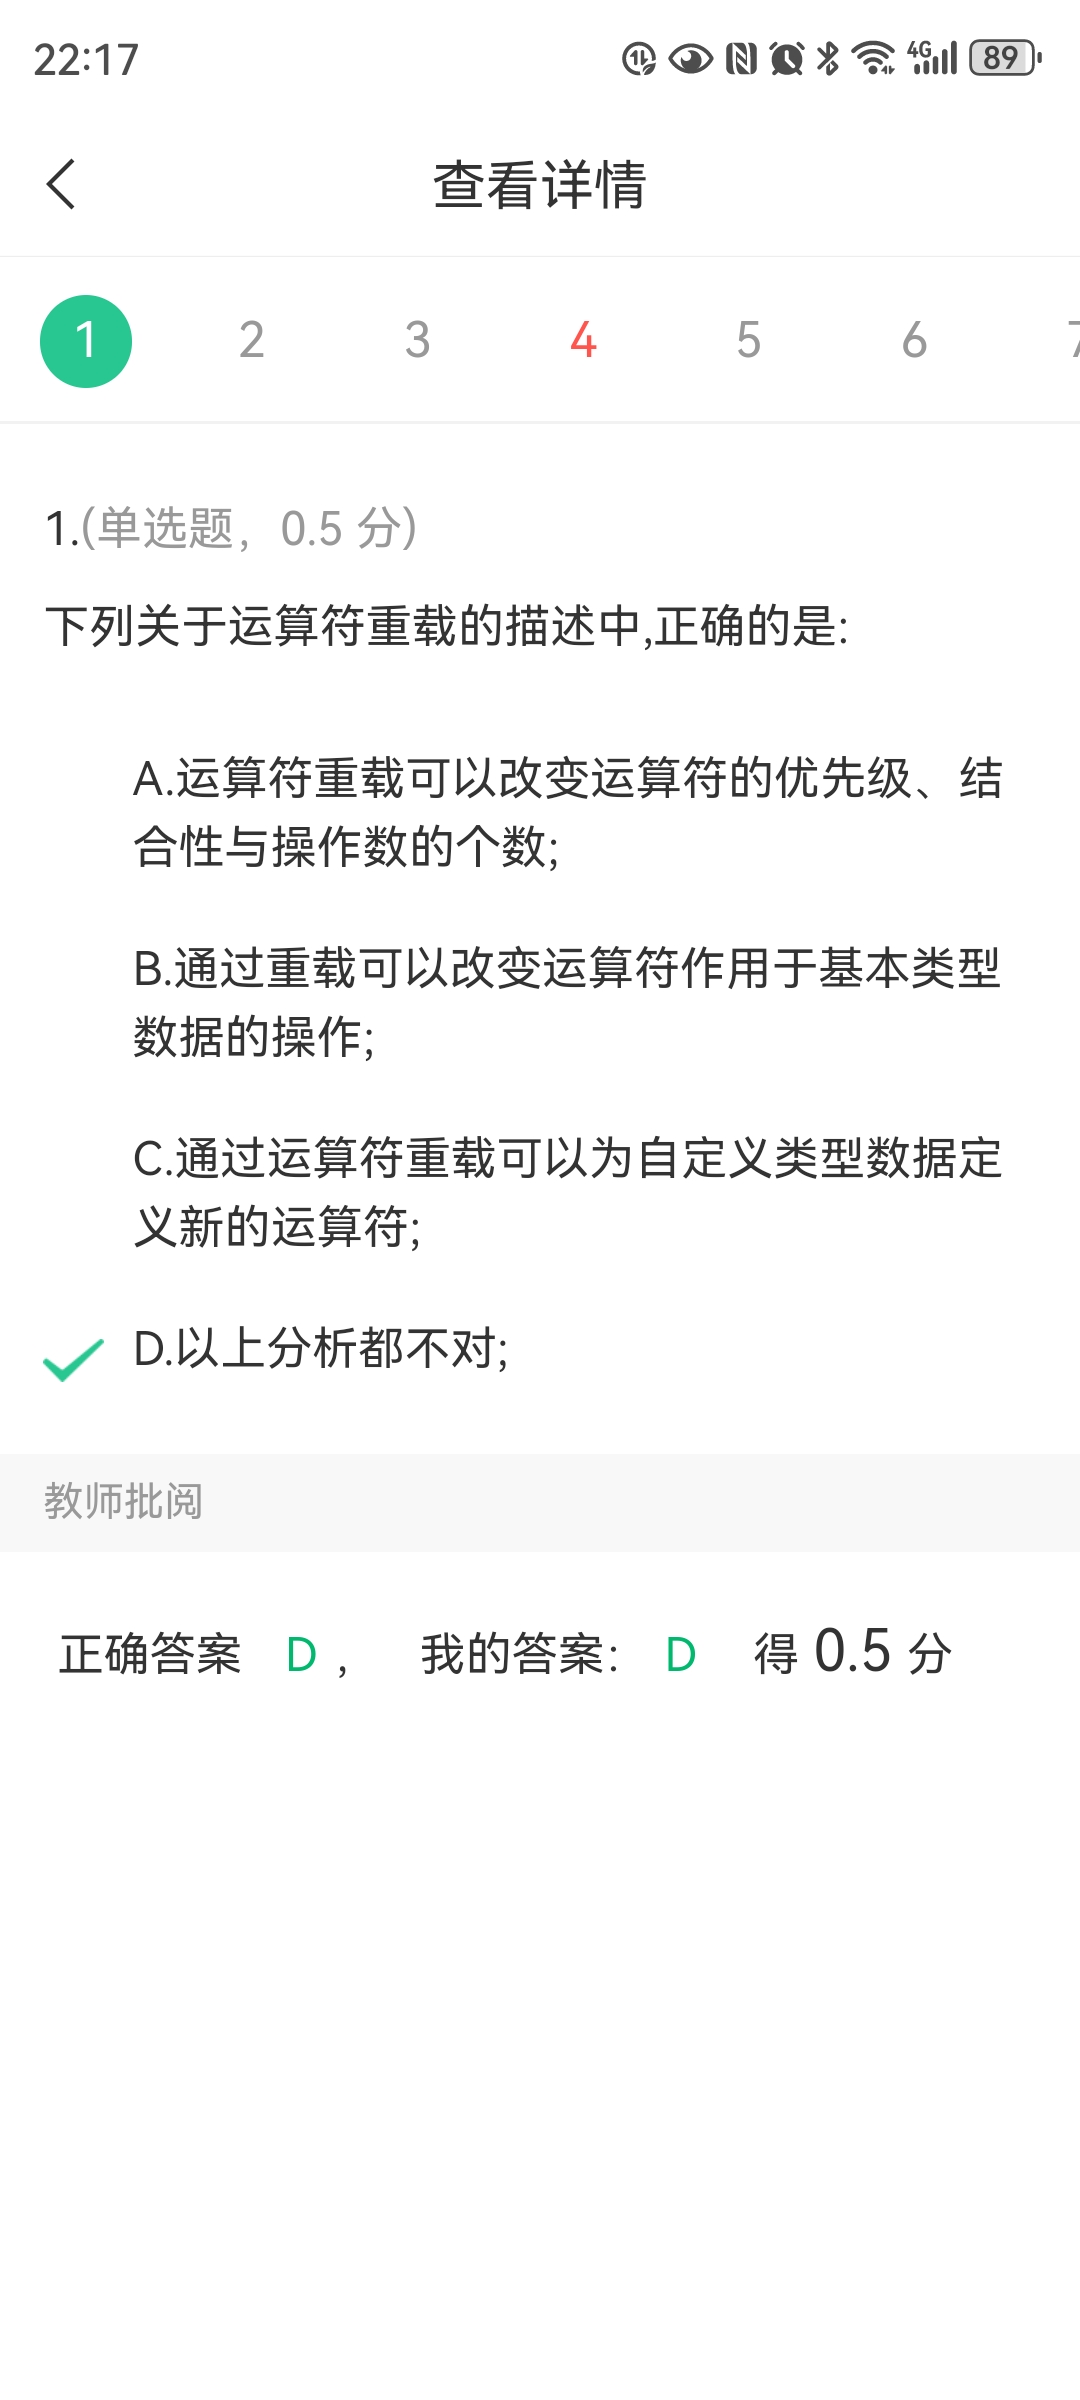 22:17
4G
89
查看详情
1 2 3 4 5 6
1.(单选题，0.5 分)
下列关于运算符重载的描述中,正确的是:
A.运算符重载可以改变运算符的优先级、结
合性与操作数的个数;
B.通过重载可以改变运算符作用于基本类型
数据的操作;
C.通过运算符重载可以为自定义类型数据定
义新的运算符;
D.以上分析都不对;
教师批阅
正确答案 D ， 我的答案: D 得 0.5 分